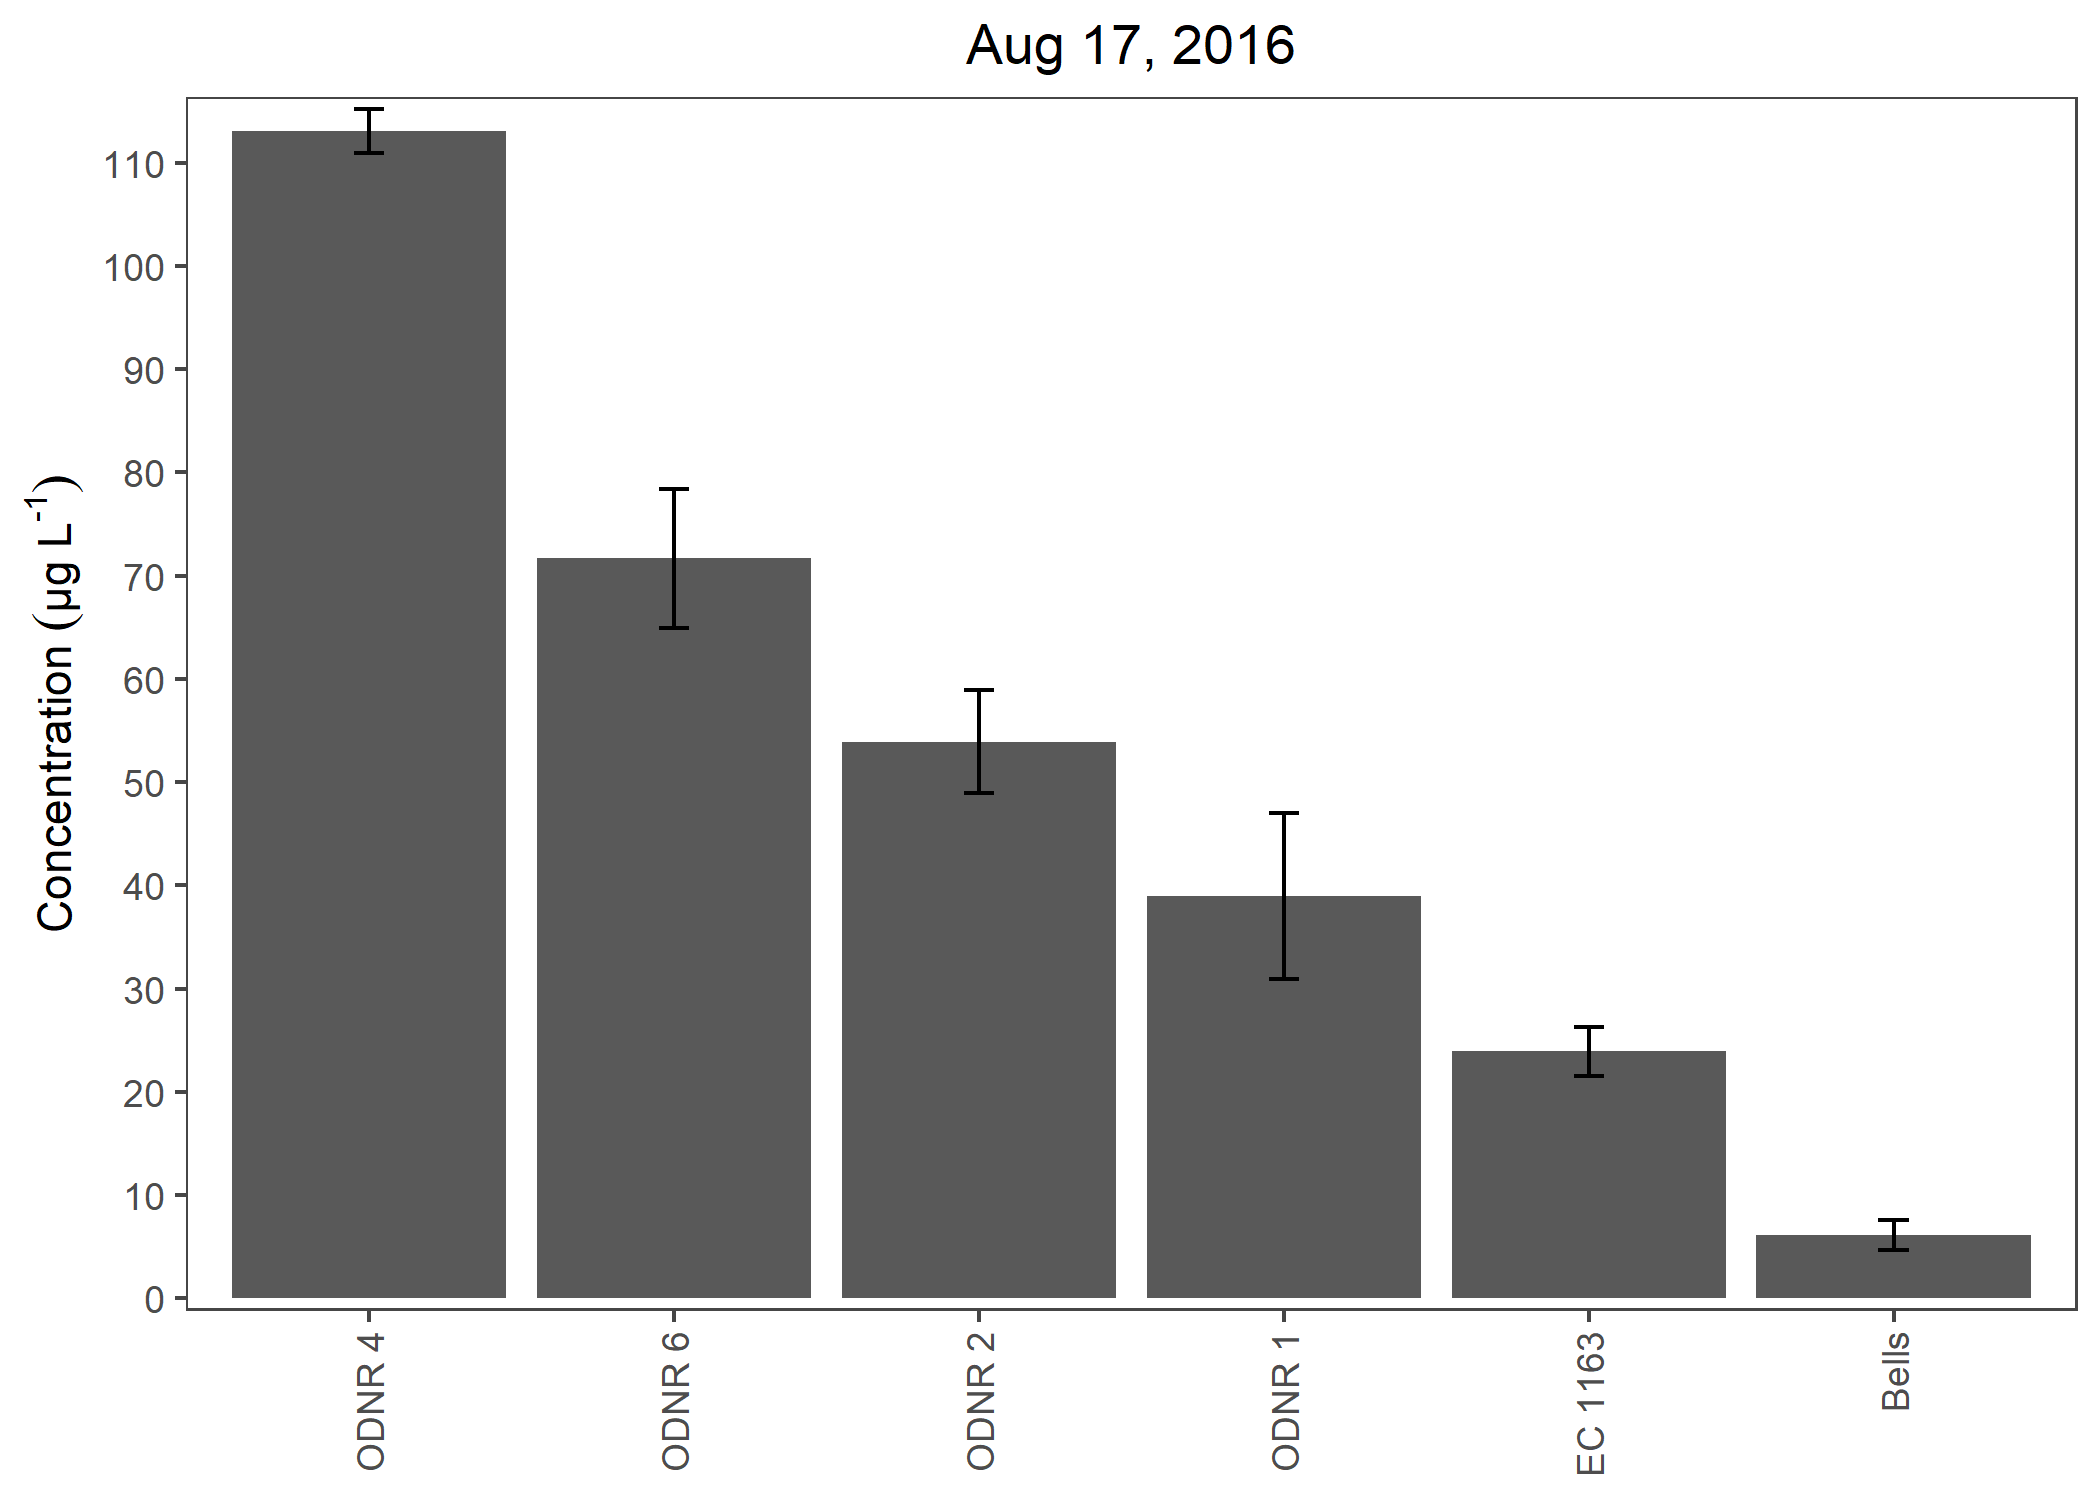 Aug 17, 2016
Concentration (µg L⁻¹)
110
100
90
80
70
60
50
40
30
20
10
0
ODNR 4
ODNR 6
ODNR 2
ODNR 1
EC 1163
Bells